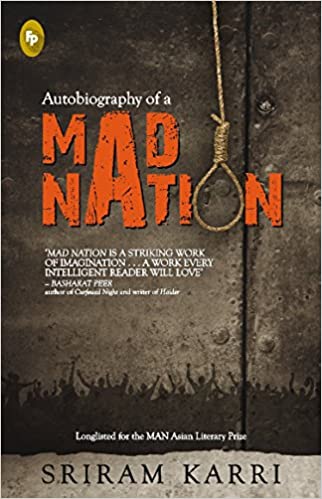 FP
Autobiography of a
MAD
NATION
"MAD NATION IS A STRIKING WORK
OF IMAGINATION . . . A WORK EVERY
INTELLIGENT READER WILL LOVE"
– BASHARAT PEER
author of Curfewed Night and writer of Haider
Longlisted for the MAN Asian Literary Prize
SRIRAM KARRI